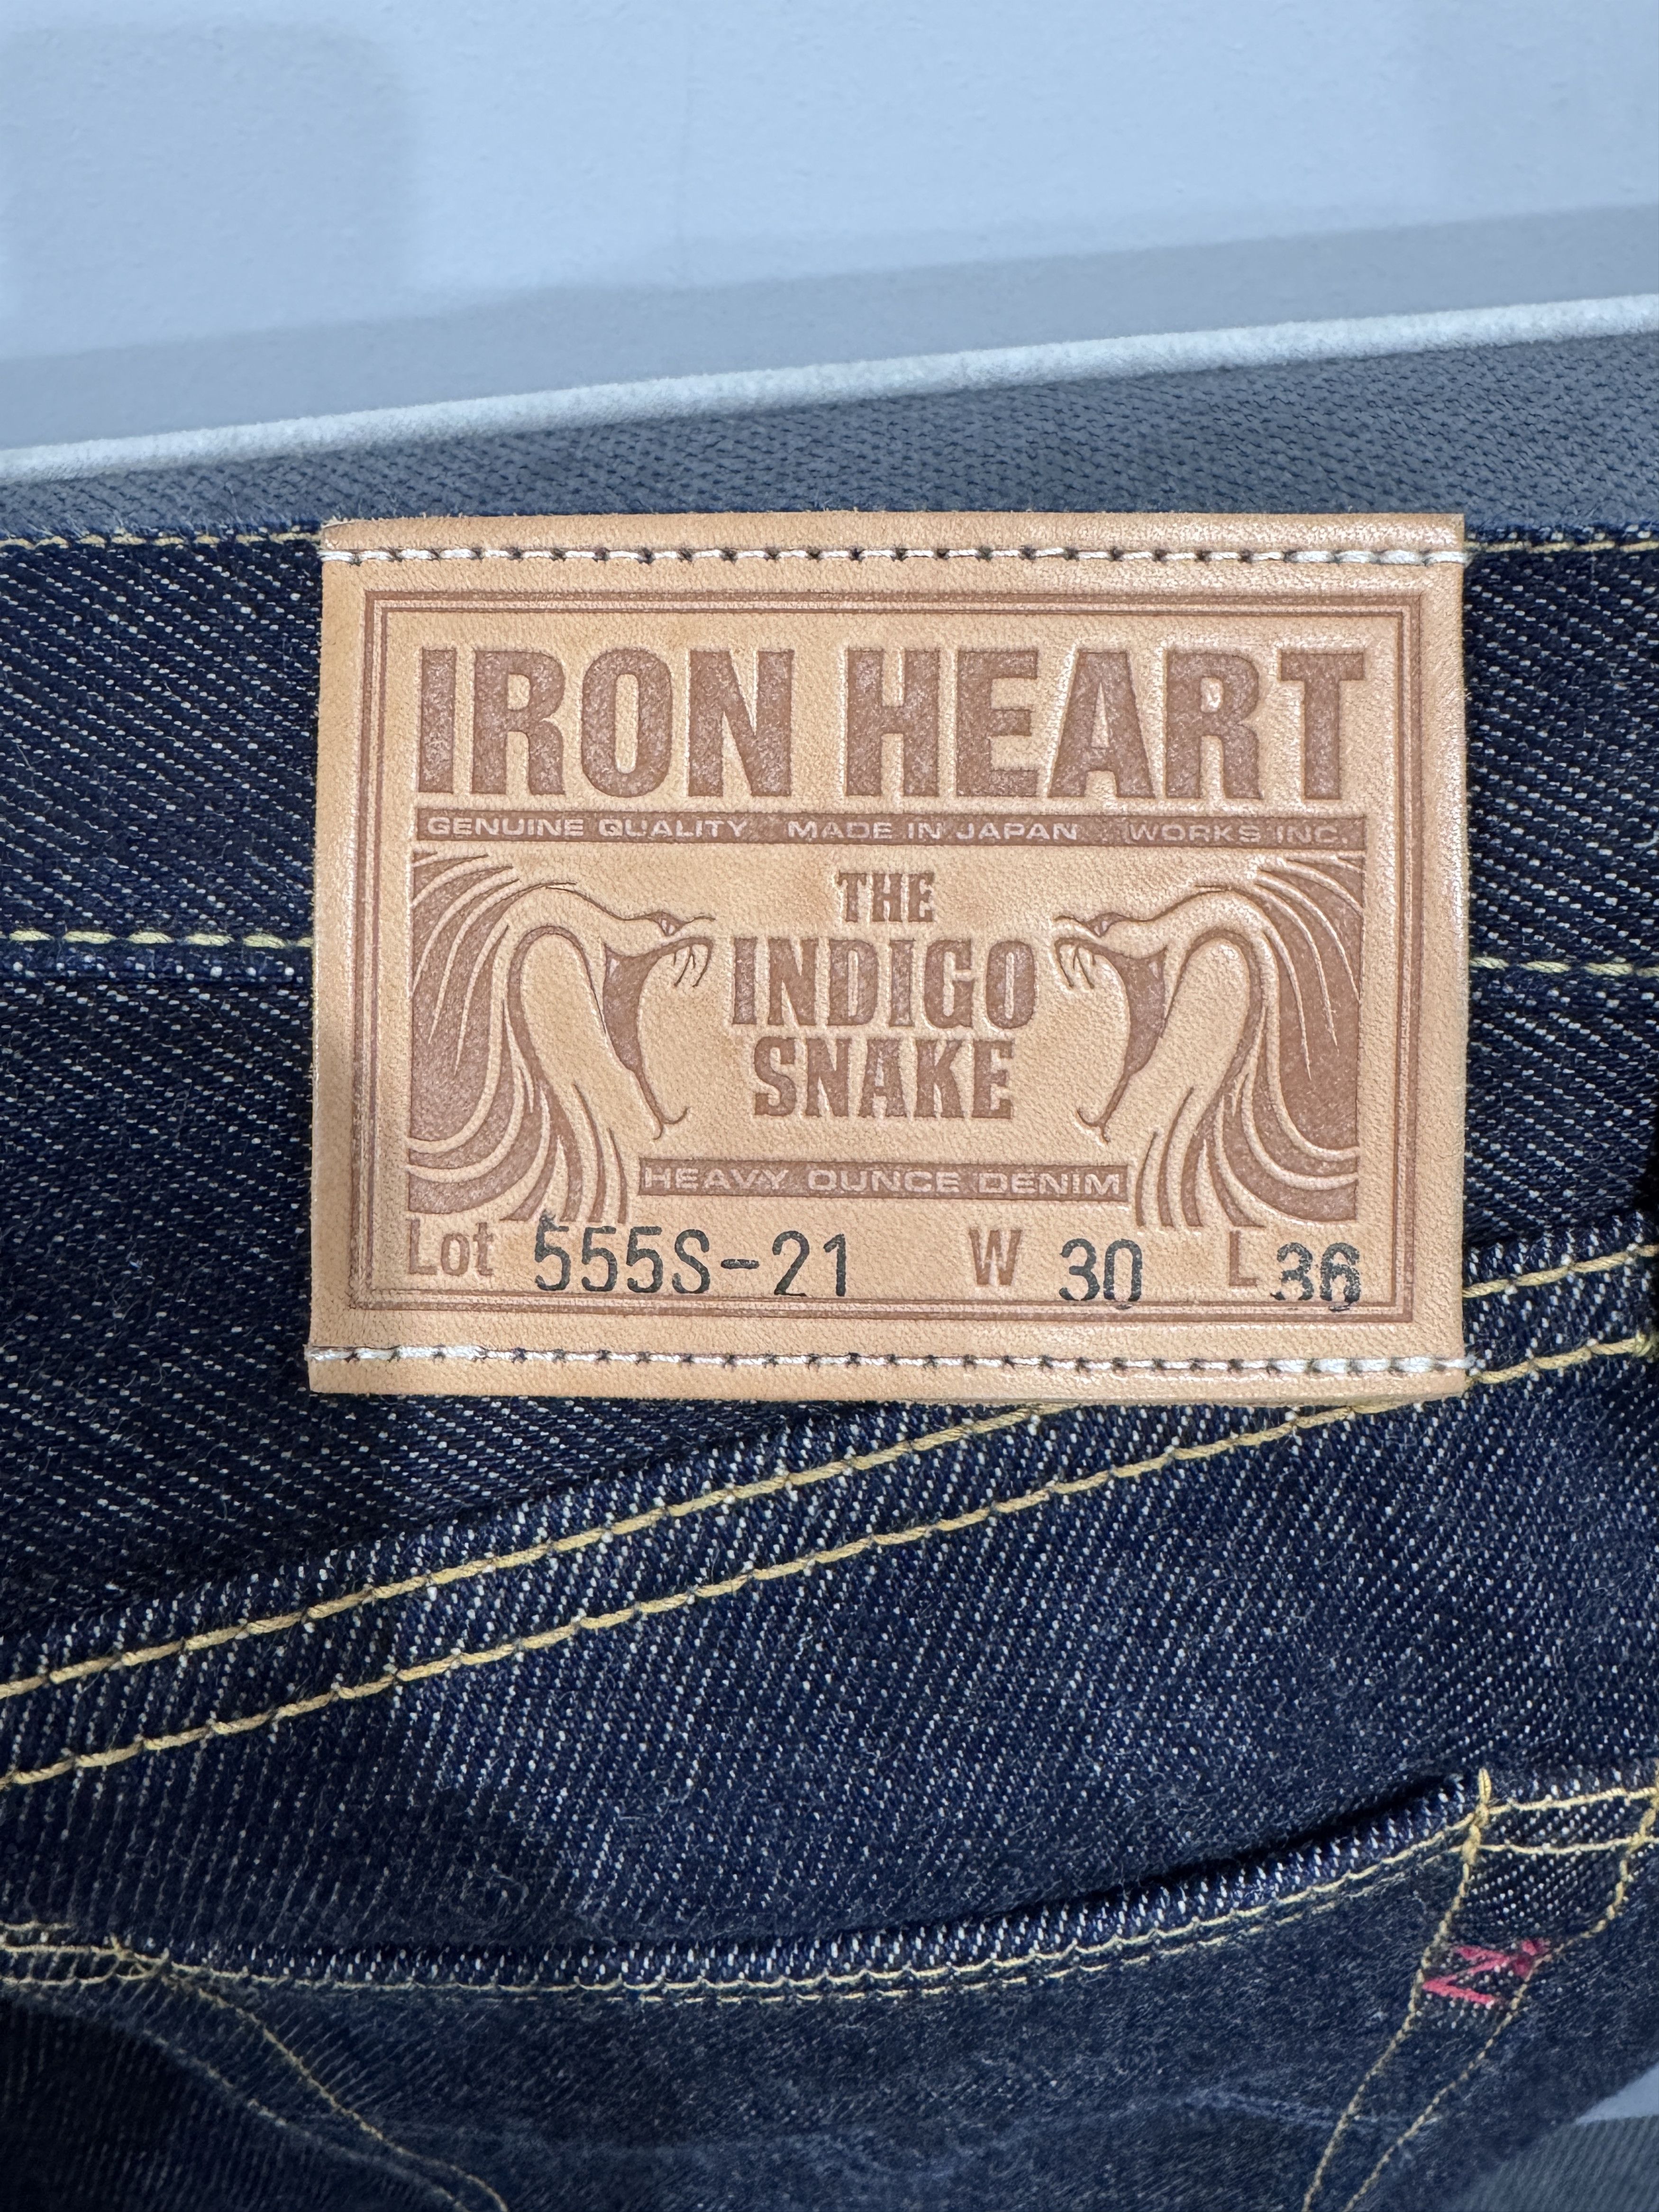 IRON HEART
GENUINE QUALITY MADE IN JAPAN WORKS INC.
THE
INDIGO
SNAKE
HEAVY OUNCE DENIM
Lot 555S-21 W 30 L 36